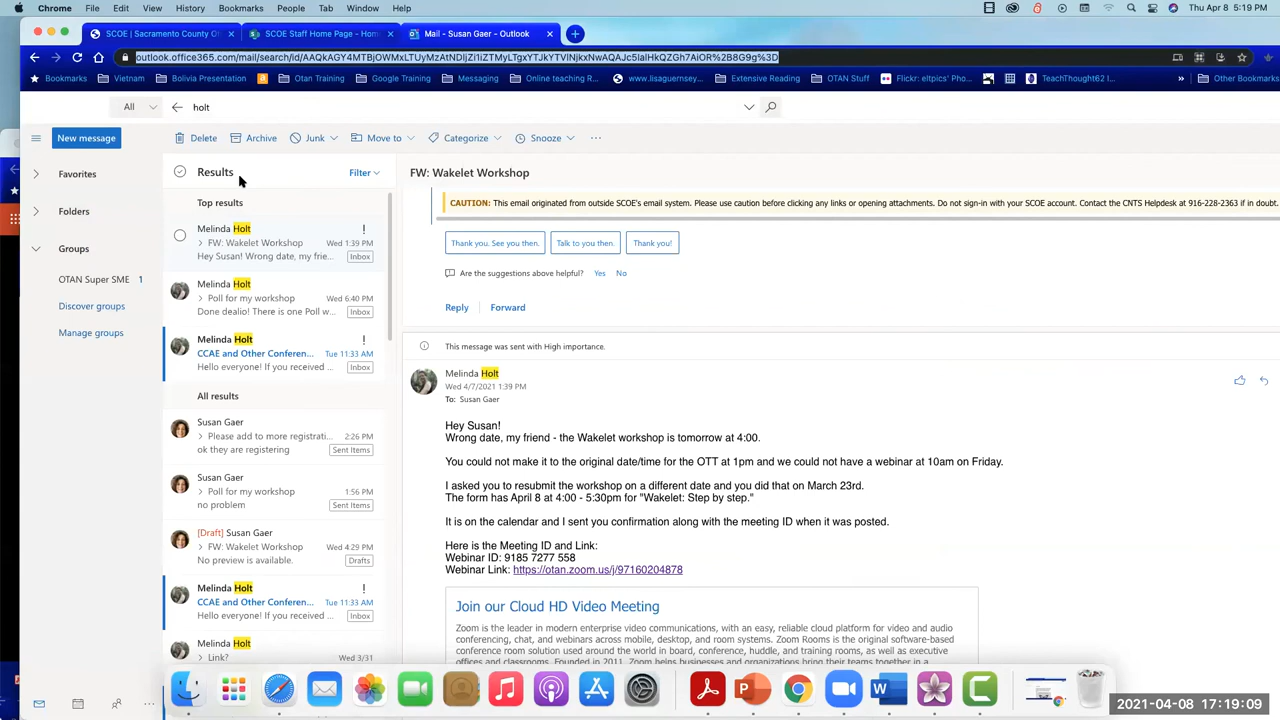 Chrome File Edit View History Bookmarks People Tab Window Help Thu Apr 8 5:19 PM
SCOE | Sacramento County O SCOE Staff Home Page - Home Mail - Susan Gaer - Outlook
Bookmarks Vietnam Bolivia Presentation Otan Training Google Training Messaging Online teaching R... www.lisaguernsey... Extensive Reading OTAN Stuff Flickr: eltpics' Pho... TeachThought62 I... » Other Bookmarks
All holt
New message Delete Archive Junk Move to Categorize Snooze ...
Favorites
Folders
Groups
OTAN Super SME 1
Discover groups
Manage groups
Results Filter
Top results
Melinda Holt !
FW: Wakelet Workshop Wed 1:39 PM
Hey Susan! Wrong date, my frie... Inbox
Melinda Holt
Poll for my workshop Wed 6:40 PM
Done dealio! There is one Poll w... Inbox
Melinda Holt !
CCAE and Other Conferen... Tue 11:33 AM
Hello everyone! If you received ... Inbox
All results
Susan Gaer
Please add to more registrati... 2:26 PM
ok they are registering Sent Items
Susan Gaer
Poll for my workshop 1:56 PM
no problem Sent Items
[Draft] Susan Gaer
FW: Wakelet Workshop Wed 4:29 PM
No preview is available. Drafts
Melinda Holt !
CCAE and Other Conferen... Tue 11:33 AM
Hello everyone! If you received ... Inbox
Melinda Holt
Link? Wed 3/31
FW: Wakelet Workshop
CAUTION: This email originated from outside SCOE's email system. Please use caution before clicking any links or opening attachments. Do not sign-in with your SCOE account. Contact the CNTS Helpdesk at 916-228-2363 if in doubt.
Thank you. See you then. Talk to you then. Thank you!
Are the suggestions above helpful? Yes No
Reply Forward
This message was sent with High importance.
Melinda Holt
Wed 4/7/2021 1:39 PM
To: Susan Gaer
Hey Susan!
Wrong date, my friend - the Wakelet workshop is tomorrow at 4:00.
You could not make it to the original date/time for the OTT at 1pm and we could not have a webinar at 10am on Friday.
I asked you to resubmit the workshop on a different date and you did that on March 23rd.
The form has April 8 at 4:00 - 5:30pm for "Wakelet: Step by step."
It is on the calendar and I sent you confirmation along with the meeting ID when it was posted.
Here is the Meeting ID and Link:
Webinar ID: 9185 7277 558
Webinar Link: https://otan.zoom.us/j/97160204878
Join our Cloud HD Video Meeting
Zoom is the leader in modern enterprise video communications, with an easy, reliable cloud platform for video and audio
conferencing, chat, and webinars across mobile, desktop, and room systems. Zoom Rooms is the original software-based
conference room solution used around the world in board, conference, huddle, and training rooms, as well as executive
offices and classrooms. Founded in 2011, Zoom helps businesses and organizations bring their teams together in
2021-04-08 17:19:09